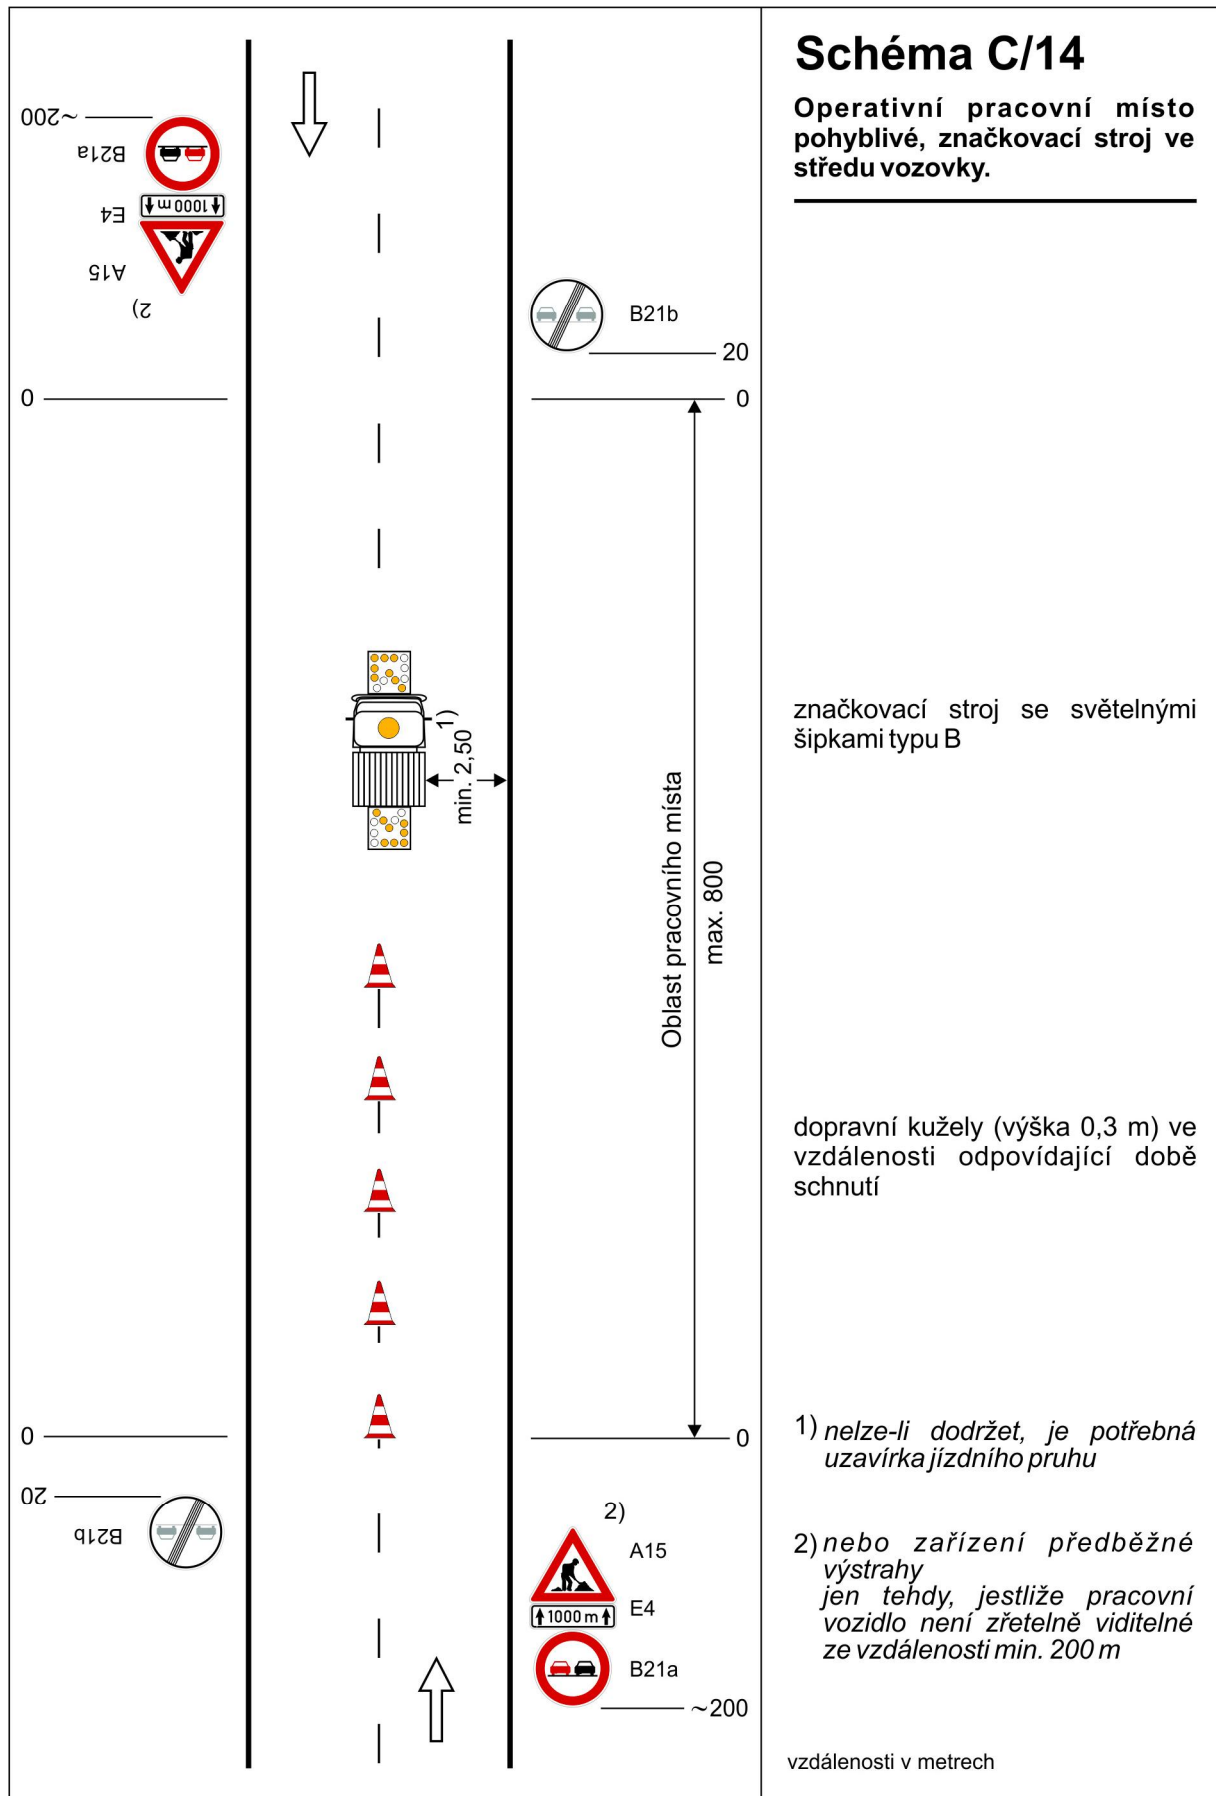 Schéma C/14
Operativní pracovní místo
pohyblivé, značkovací stroj ve
středu vozovky.
~200
B21a
1000 m
E4
A15
2)
B21b
20
0
0
značkovací stroj se světelnými
šipkami typu B
1)
min. 2,50
Oblast pracovního místa
max. 800
dopravní kužely (výška 0,3 m) ve
vzdálenosti odpovídající době
schnutí
0
0
20
B21b
2)
A15
1000 m
E4
B21a
~200
1) nelze-li dodržet, je potřebná
uzavírka jízdního pruhu
2) nebo zařízení předběžné
výstrahy
jen tehdy, jestliže pracovní
vozidlo není zřetelně viditelné
ze vzdálenosti min. 200 m
vzdálenosti v metrech